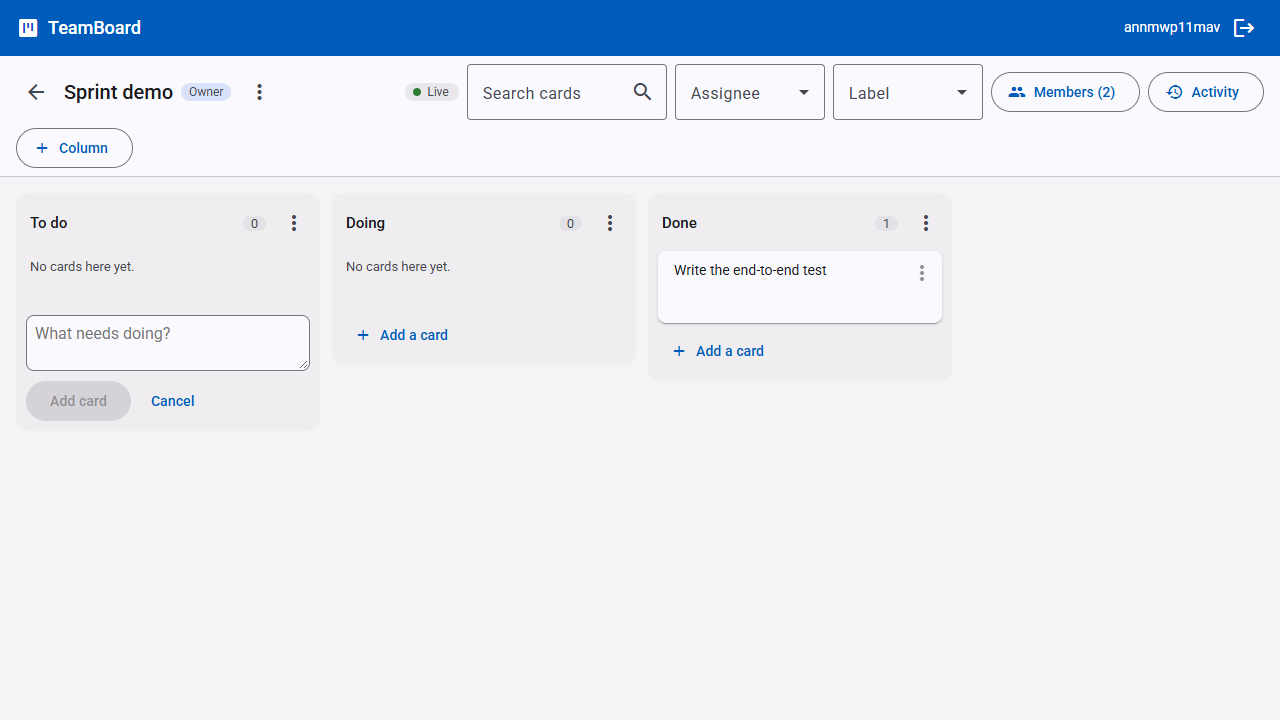 TeamBoard
annmwp11mav
Sprint demo
Owner
Live
Search cards
Assignee
Label
Members (2)
Activity
Column
To do
0
No cards here yet.
What needs doing?
Add card
Cancel
Doing
0
No cards here yet.
Add a card
Done
1
Write the end-to-end test
Add a card